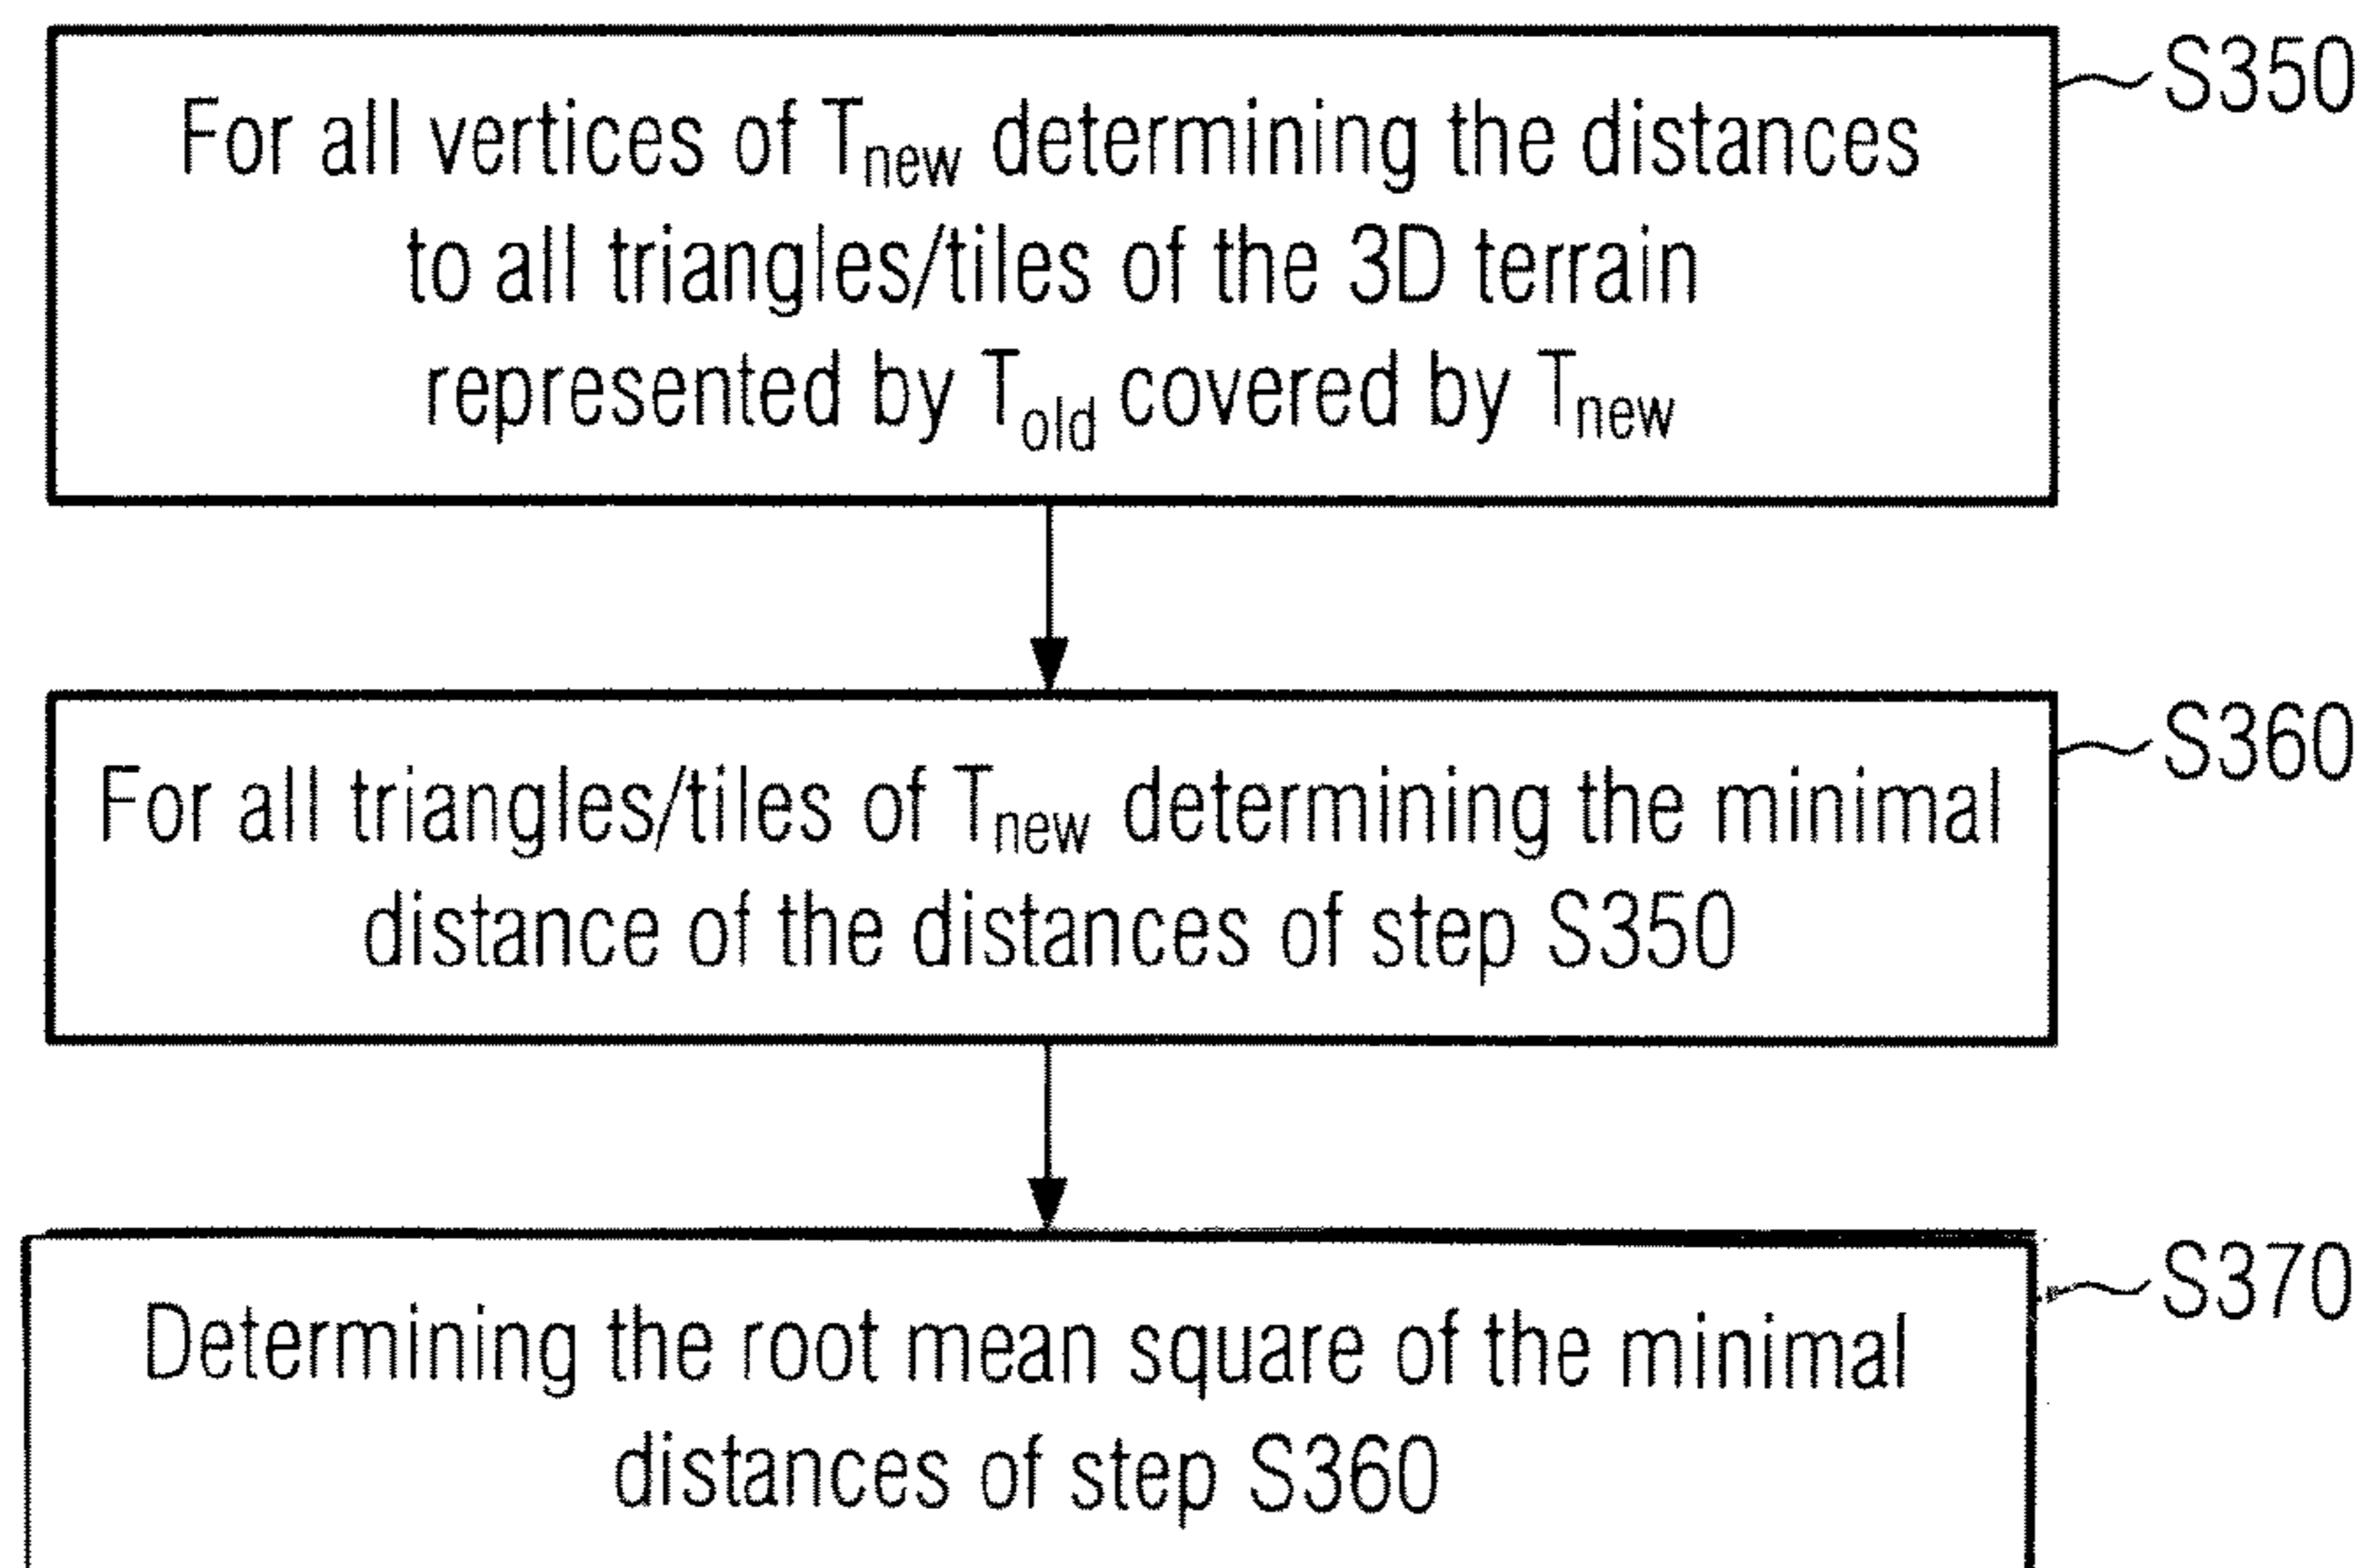 For all vertices of Tnew determining the distances
to all triangles/tiles of the 3D terrain
represented by Told covered by Tnew
S350
For all triangles/tiles of Tnew determining the minimal
distance of the distances of step S350
S360
Determining the root mean square of the minimal
distances of step S360
S370